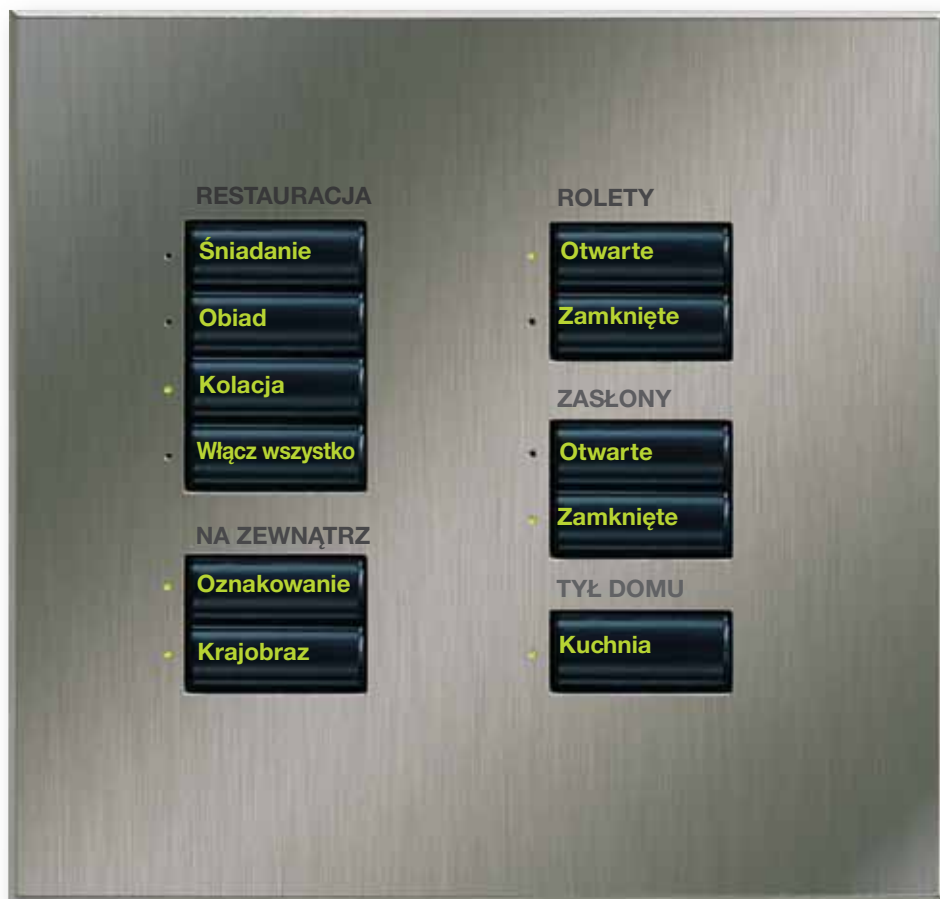 RESTAURACJA
Śniadanie
Obiad
Kolacja
Włącz wszystko
NA ZEWNĄTRZ
Oznakowanie
Krajobraz
ROLETY
Otwarte
Zamknięte
ZASŁONY
Otwarte
Zamknięte
TYŁ DOMU
Kuchnia